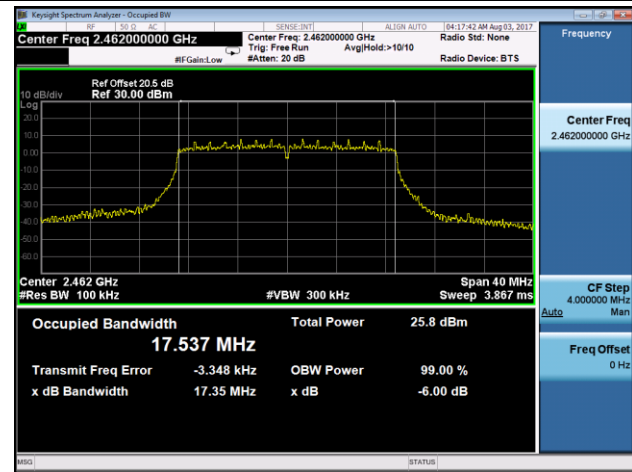 Keysight Spectrum Analyzer - Occupied BW
RF 50 Ω AC SENSE:INT ALIGN AUTO 04:17:42 AM Aug 03, 2017
Center Freq 2.462000000 GHz
Center Freq: 2.462000000 GHz
Radio Std: None
Trig: Free Run Avg|Hold:>10/10
#IFGain:Low #Atten: 20 dB Radio Device: BTS
Frequency
Ref Offset 20.5 dB
10 dB/div Ref 30.00 dBm
Log
20.0
10.0
0.00
-10.0
-20.0
-30.0
-40.0
-50.0
-60.0
Center 2.462 GHz Span 40 MHz
#Res BW 100 kHz #VBW 300 kHz Sweep 3.867 ms
Occupied Bandwidth Total Power 25.8 dBm
17.537 MHz
Transmit Freq Error -3.348 kHz OBW Power 99.00 %
x dB Bandwidth 17.35 MHz x dB -6.00 dB
Center Freq
2.462000000 GHz
CF Step
4.000000 MHz
Auto Man
Freq Offset
0 Hz
MSG STATUS